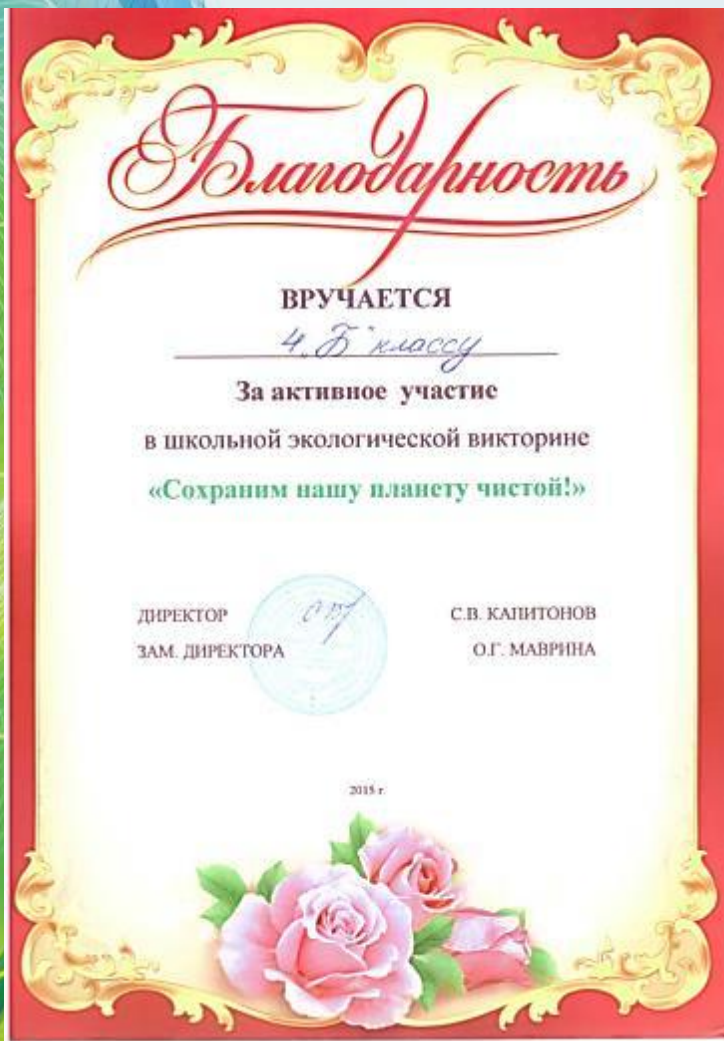 Благодарность
ВРУЧАЕТСЯ
4 „Б" классу
За активное участие
в школьной экологической викторине
«Сохраним нашу планету чистой!»
ДИРЕКТОР С.В. КАПИТОНОВ
ЗАМ. ДИРЕКТОРА О.Г. МАВРИНА
2015 г